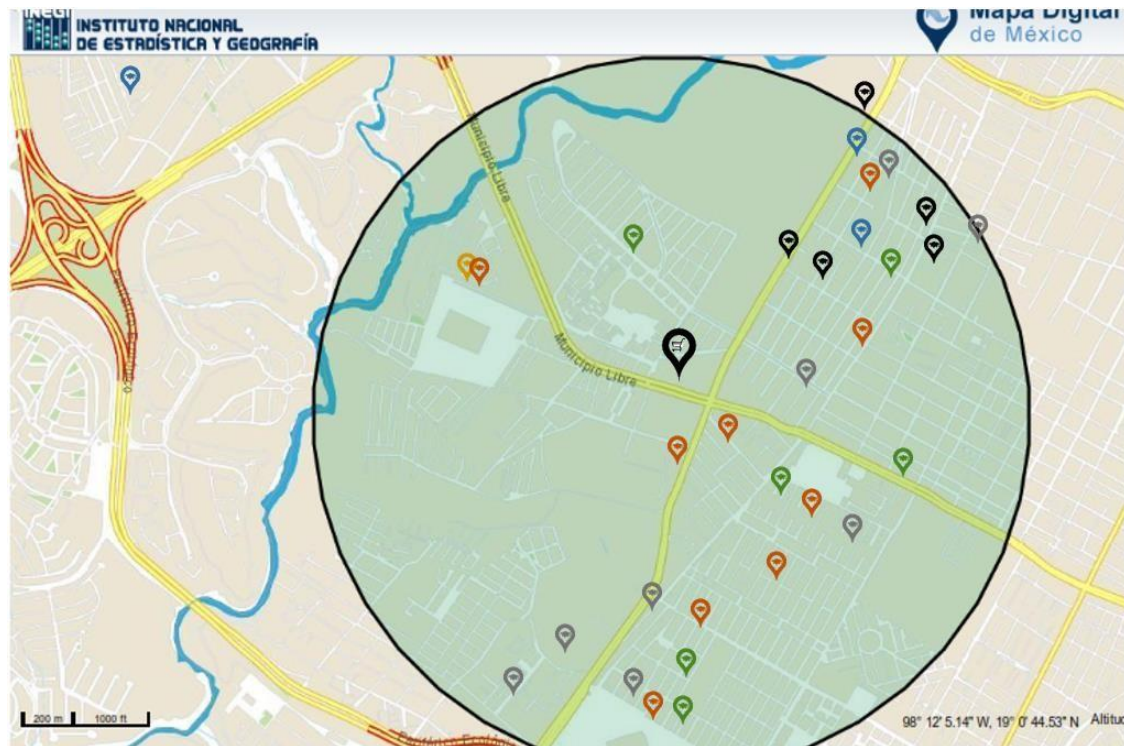 INEGI
INSTITUTO NACIONAL
DE ESTADÍSTICA Y GEOGRAFÍA
Mapa Digital
de México
Municipio Libre
Municipio Libre
200 m
1000 ft
98° 12' 5.14" W, 19° 0' 44.53" N Altitud